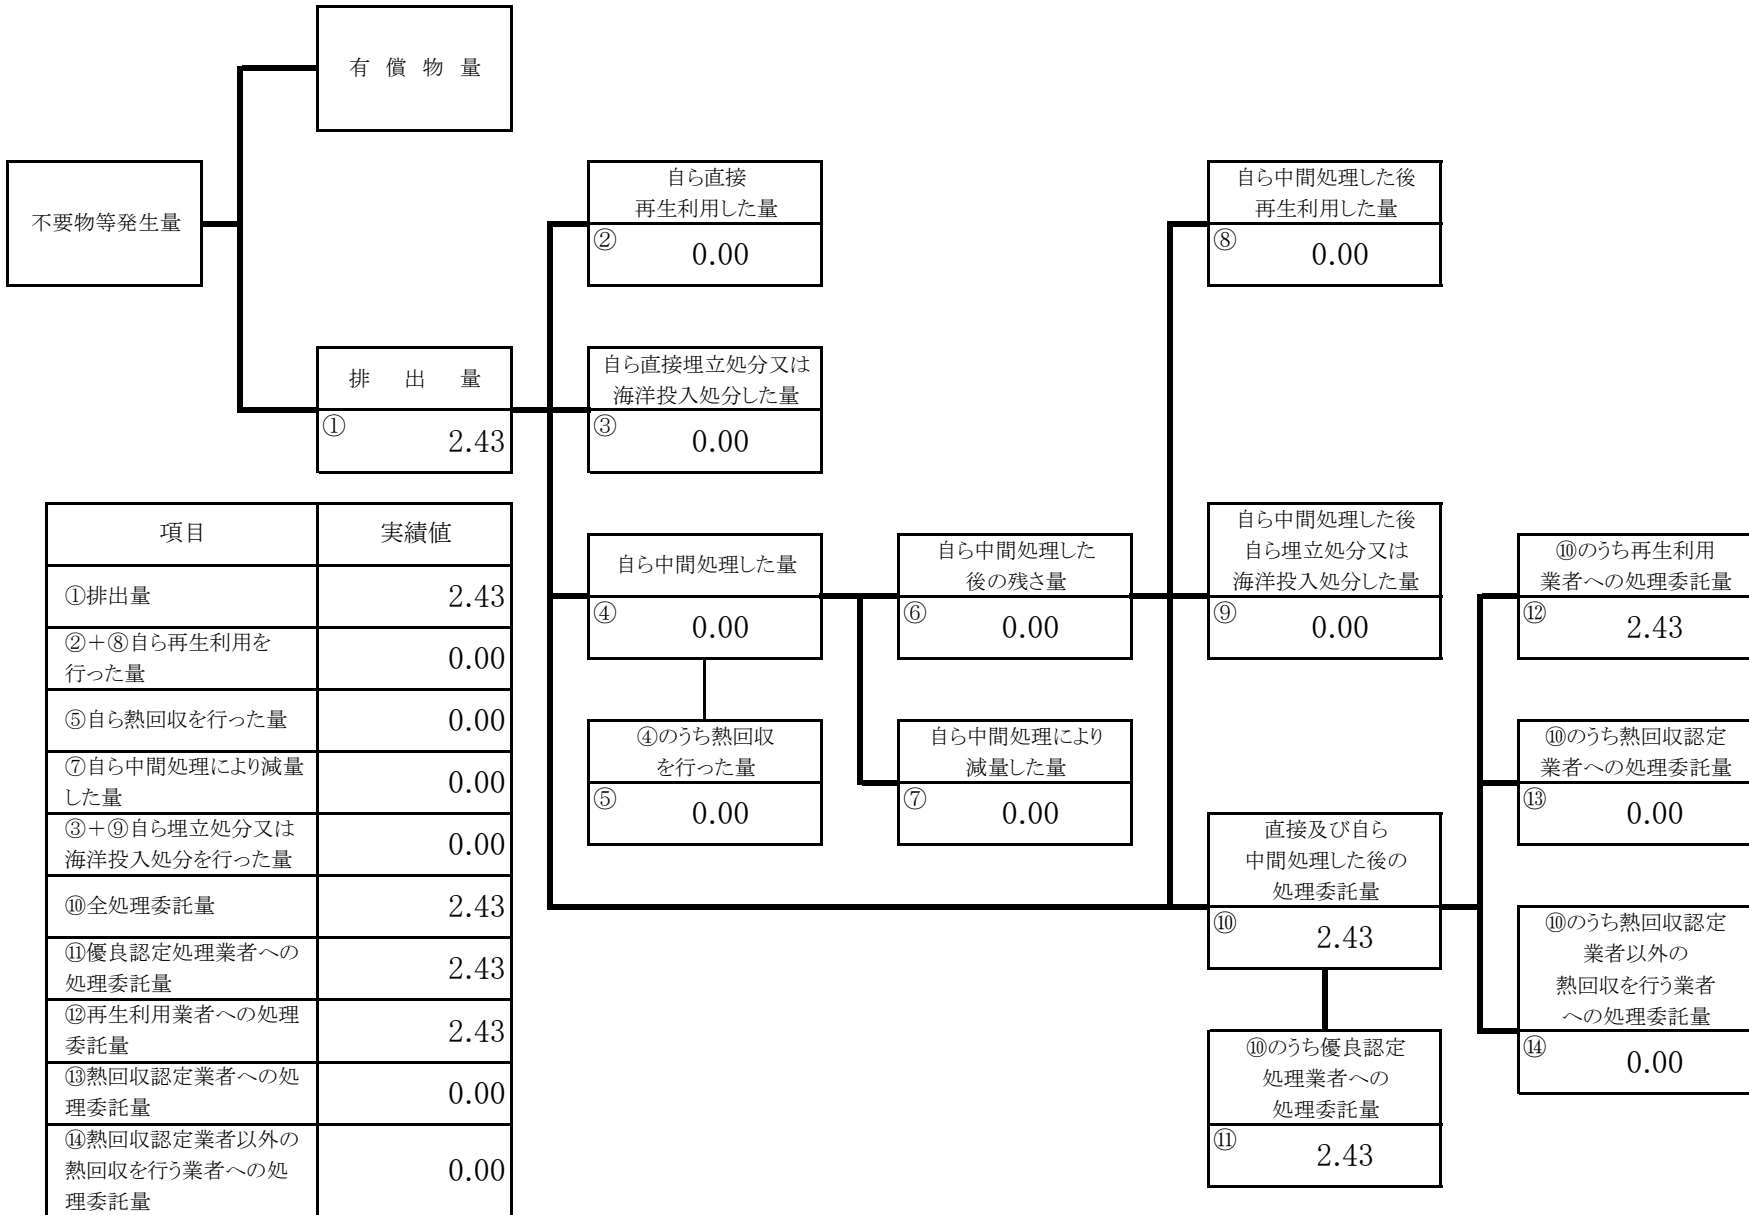 有 償 物 量
不要物等発生量
排 出 量
①
2.43
自ら直接
再生利用した量
②
0.00
自ら直接埋立処分又は
海洋投入処分した量
③
0.00
自ら中間処理した量
④
0.00
④のうち熱回収
を行った量
⑤
0.00
自ら中間処理した
後の残さ量
⑥
0.00
自ら中間処理により
減量した量
⑦
0.00
自ら中間処理した後
再生利用した量
⑧
0.00
自ら中間処理した後
自ら埋立処分又は
海洋投入処分した量
⑨
0.00
直接及び自ら
中間処理した後の
処理委託量
⑩
2.43
⑩のうち優良認定
処理業者への
処理委託量
⑪
2.43
⑩のうち再生利用
業者への処理委託量
⑫
2.43
⑩のうち熱回収認定
業者への処理委託量
⑬
0.00
⑩のうち熱回収認定
業者以外の
熱回収を行う業者
への処理委託量
⑭
0.00
項目 実績値
①排出量 2.43
②+⑧自ら再生利用を
行った量
0.00
⑤自ら熱回収を行った量 0.00
⑦自ら中間処理により減量
した量
0.00
③+⑨自ら埋立処分又は
海洋投入処分を行った量
0.00
⑩全処理委託量 2.43
⑪優良認定処理業者への
処理委託量
2.43
⑫再生利用業者への処理
委託量
2.43
⑬熱回収認定業者への処
理委託量
0.00
⑭熱回収認定業者以外の
熱回収を行う業者への処
理委託量
0.00